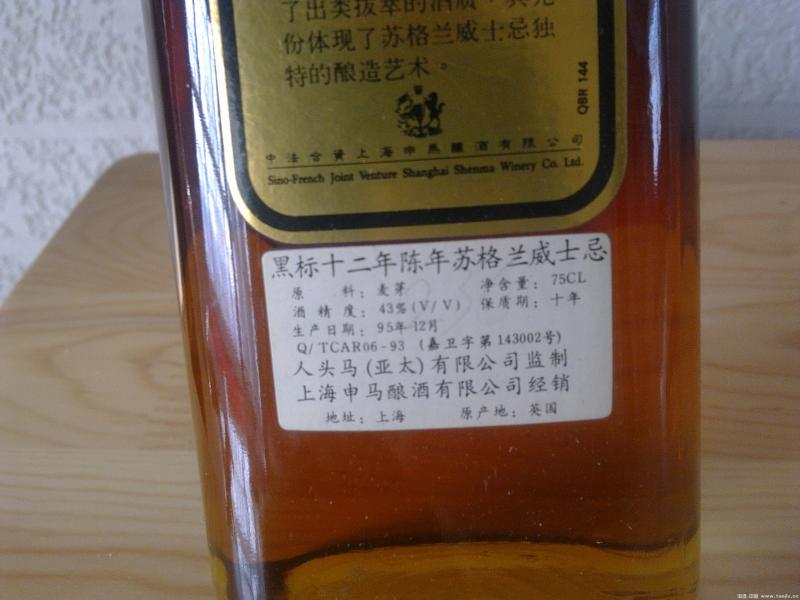 了出类拔萃的酒质。其充
份体现了苏格兰威士忌独
特的酿造艺术。
QBR 144
中法合资上海申马酿酒有限公司
Sino-French Joint Venture Shanghai Shenma Winery Co. Ltd.
黑标十二年陈年苏格兰威士忌
原 料：麦芽 净含量：75CL
酒精度：43%(V/V) 保质期：十年
生产日期：95年12月
Q/TCAR06-93 (嘉卫字第143002号)
人头马(亚太)有限公司监制
上海申马酿酒有限公司经销
地址：上海 原产地：英国